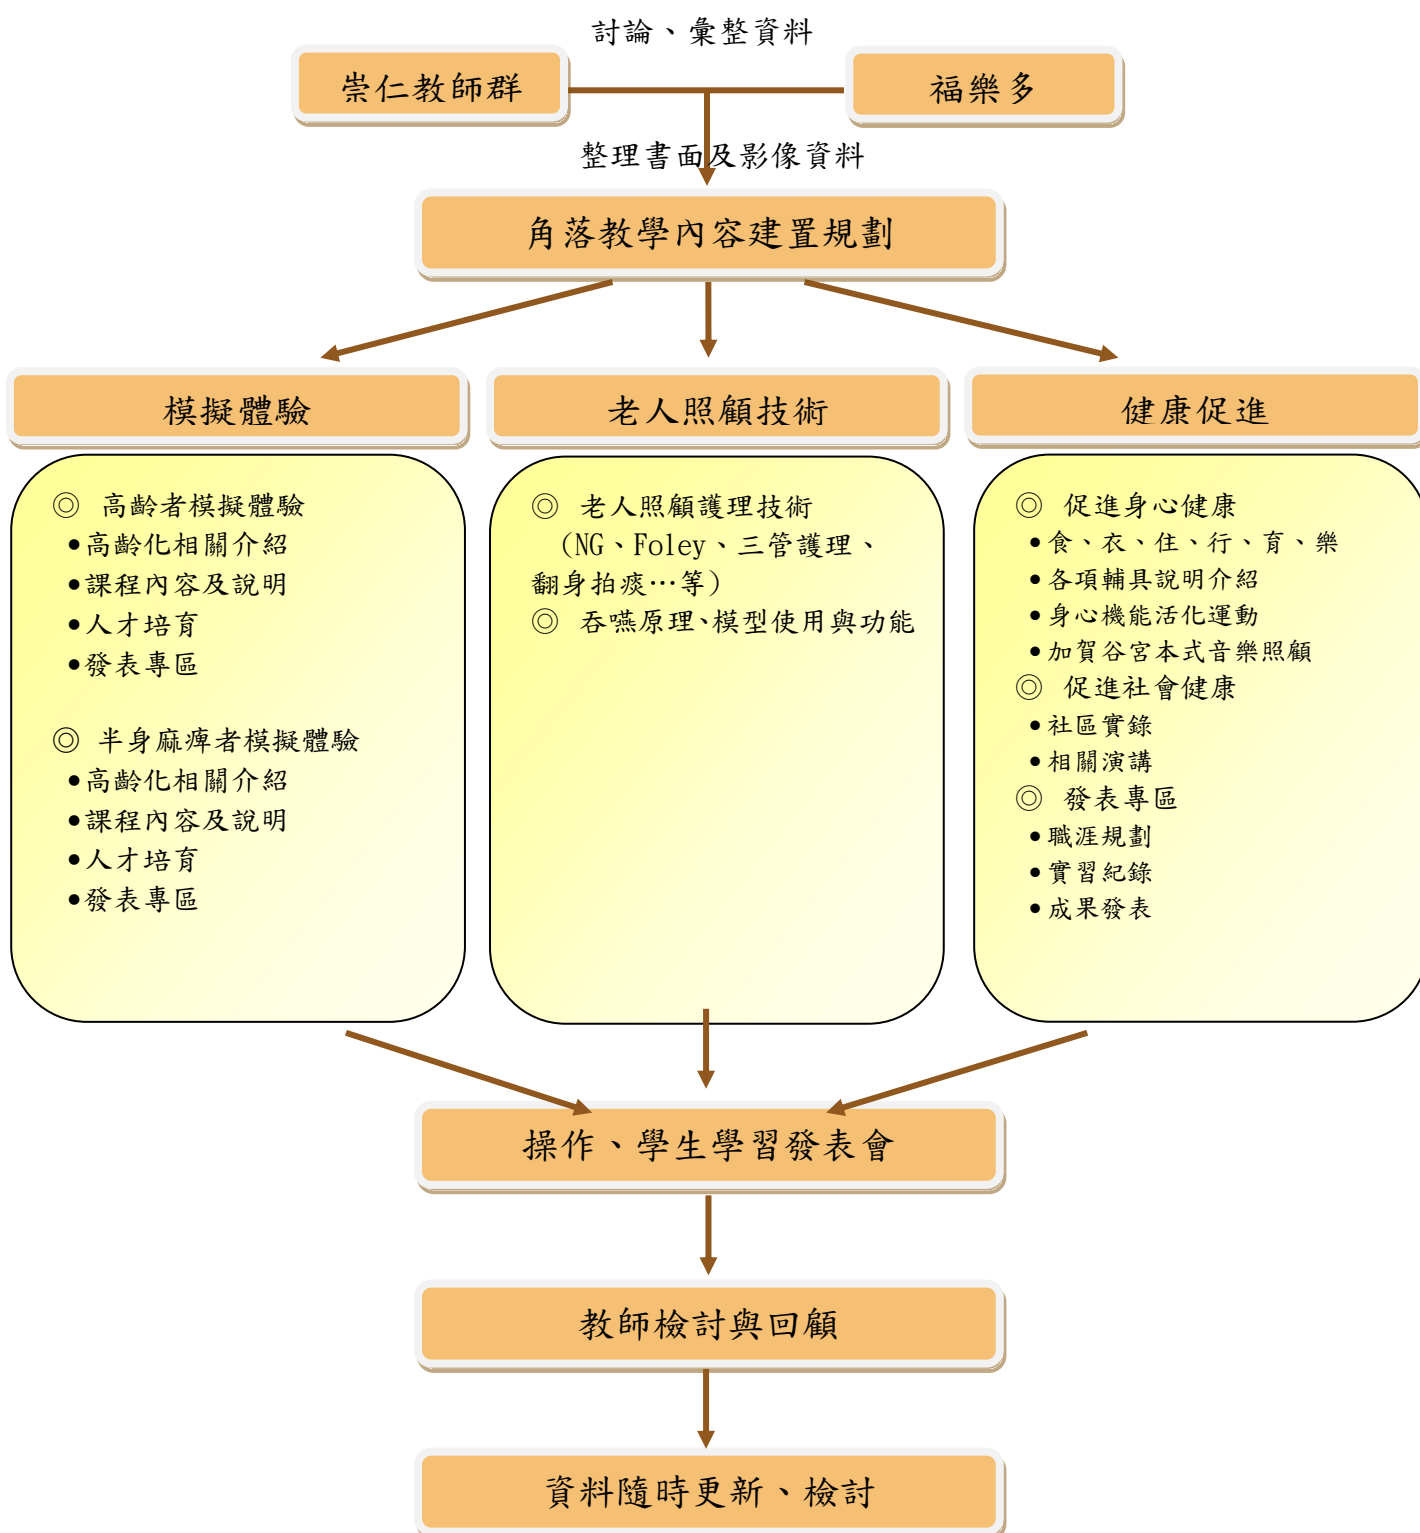 討論、彙整資料
崇仁教師群
福樂多
整理書面及影像資料
角落教學內容建置規劃
模擬體驗
◎ 高齡者模擬體驗
•高齡化相關介紹
•課程內容及說明
•人才培育
•發表專區
◎ 半身麻痺者模擬體驗
•高齡化相關介紹
•課程內容及說明
•人才培育
•發表專區
老人照顧技術
◎ 老人照顧護理技術
（NG、Foley、三管護理、
翻身拍痰…等）
◎ 吞嚥原理、模型使用與功能
健康促進
◎ 促進身心健康
•食、衣、住、行、育、樂
•各項輔具說明介紹
•身心機能活化運動
•加賀谷宮本式音樂照顧
◎ 促進社會健康
•社區實錄
•相關演講
◎ 發表專區
•職涯規劃
•實習紀錄
•成果發表
操作、學生學習發表會
教師檢討與回顧
資料隨時更新、檢討